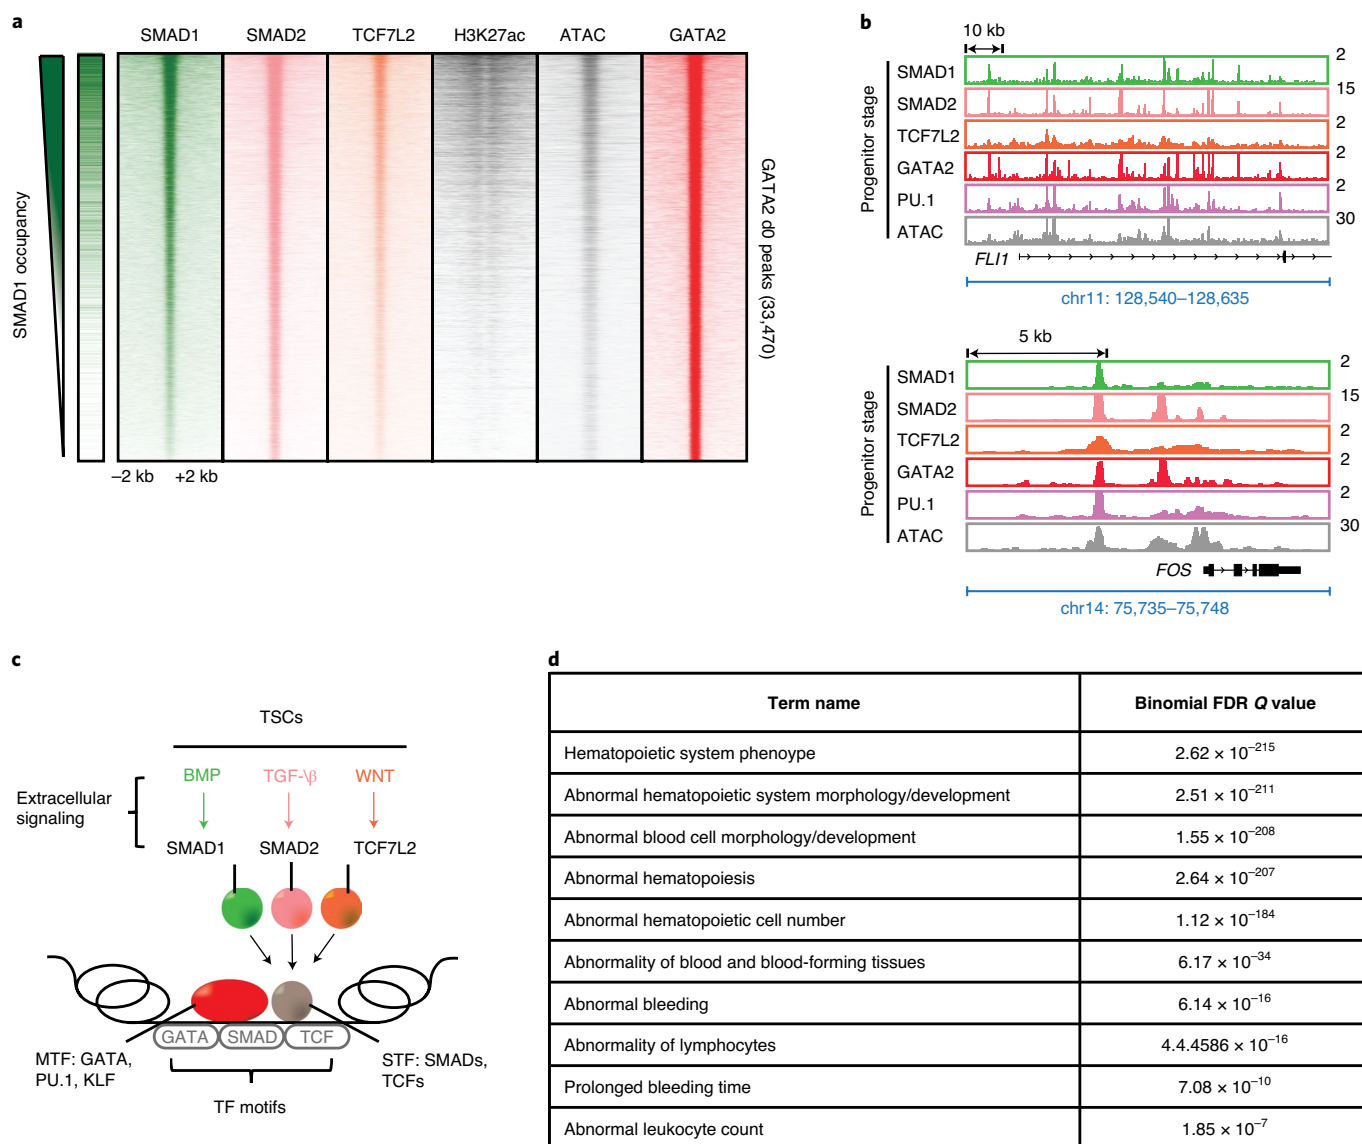 a
SMAD1 SMAD2 TCF7L2 H3K27ac ATAC GATA2
SMAD1 occupancy
GATA2 d0 peaks (33,470)
–2 kb +2 kb
b
10 kb
Progenitor stage
SMAD1 2
SMAD2 15
TCF7L2 2
GATA2 2
PU.1 2
ATAC 30
FLI1
chr11: 128,540–128,635
5 kb
Progenitor stage
SMAD1 2
SMAD2 15
TCF7L2 2
GATA2 2
PU.1 2
ATAC 30
FOS
chr14: 75,735–75,748
c
TSCs
Extracellular
signaling
BMP TGF-\β WNT
SMAD1 SMAD2 TCF7L2
GATA SMAD TCF
MTF: GATA,
PU.1, KLF
STF: SMADs,
TCFs
TF motifs
d
Term name Binomial FDR Q value
Hematopoietic system phenoype 2.62 × 10⁻²¹⁵
Abnormal hematopoietic system morphology/development 2.51 × 10⁻²¹¹
Abnormal blood cell morphology/development 1.55 × 10⁻²⁰⁸
Abnormal hematopoiesis 2.64 × 10⁻²⁰⁷
Abnormal hematopoietic cell number 1.12 × 10⁻¹⁸⁴
Abnormality of blood and blood-forming tissues 6.17 × 10⁻³⁴
Abnormal bleeding 6.14 × 10⁻¹⁶
Abnormality of lymphocytes 4.4.4586 × 10⁻¹⁶
Prolonged bleeding time 7.08 × 10⁻¹⁰
Abnormal leukocyte count 1.85 × 10⁻⁷